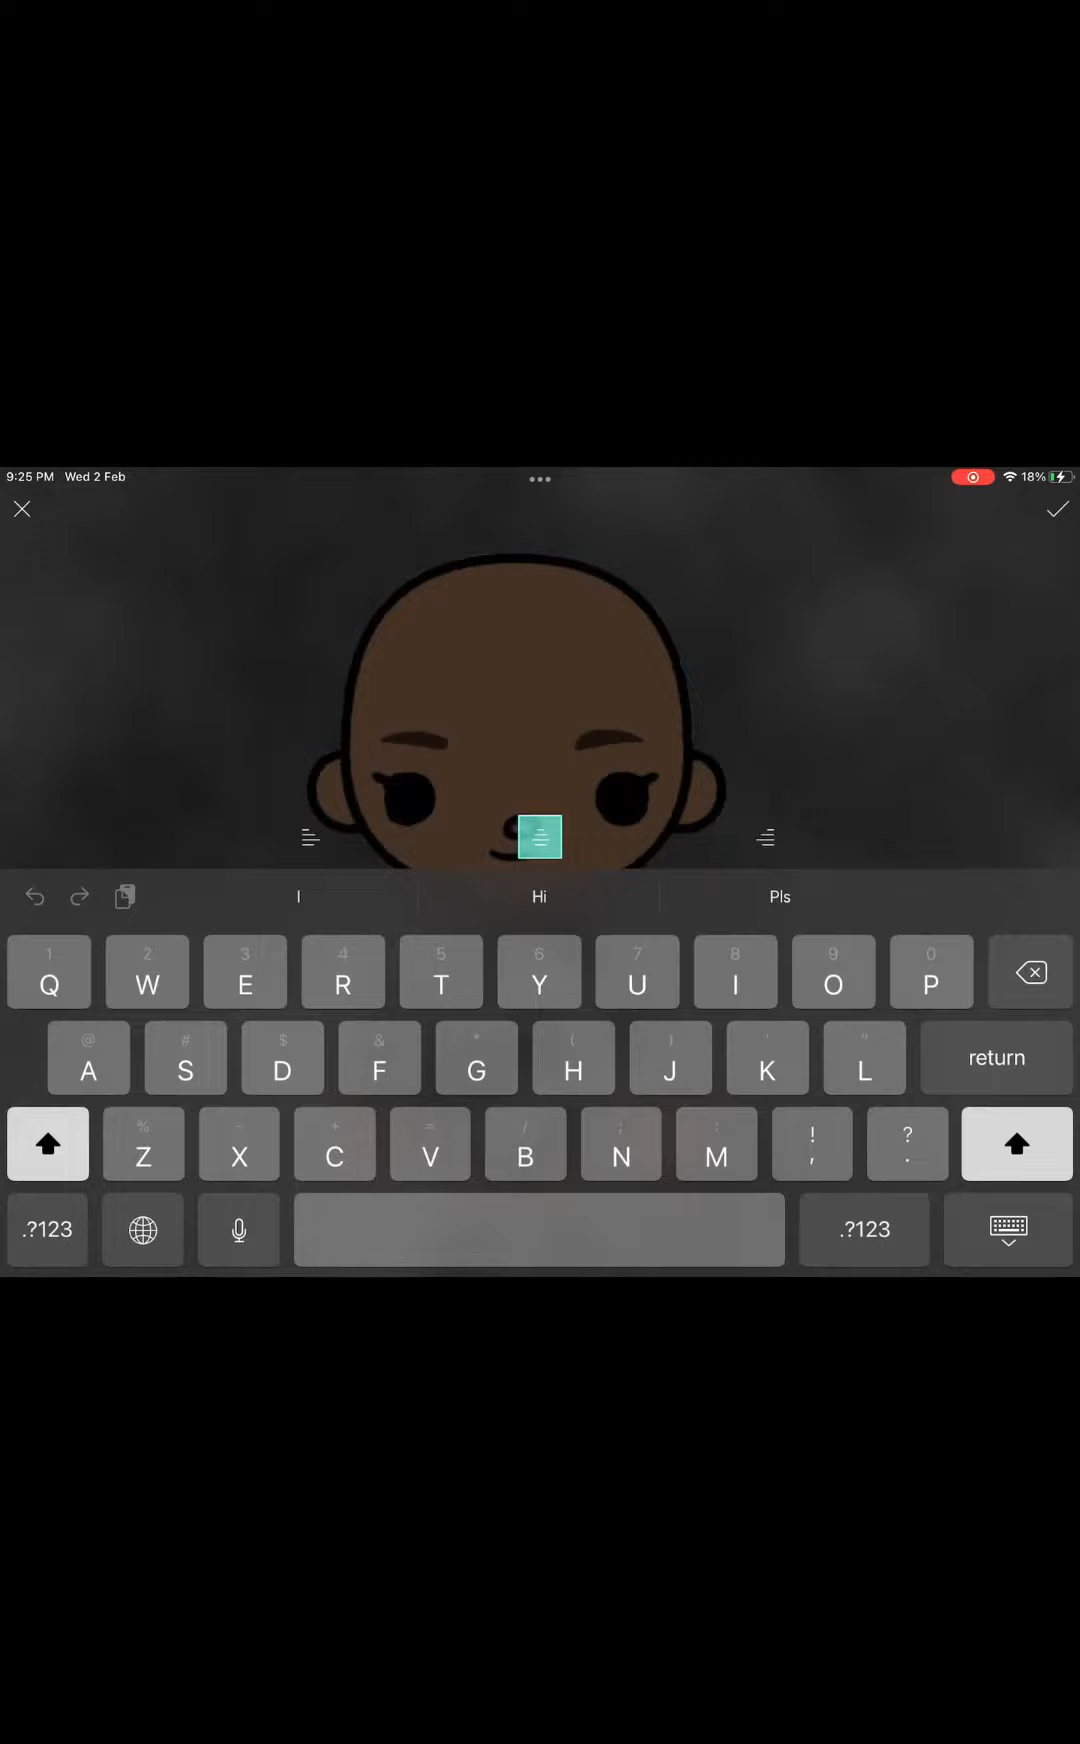 9:25 PM Wed 2 Feb 18%
I Hi Pls
1 2 3 4 5 6 7 8 9 0
Q W E R T Y U I O P
@ # $ & * ( ) ' "
A S D F G H J K L return
% - + = / ; : ! ?
Z X C V B N M , .
.?123 .?123